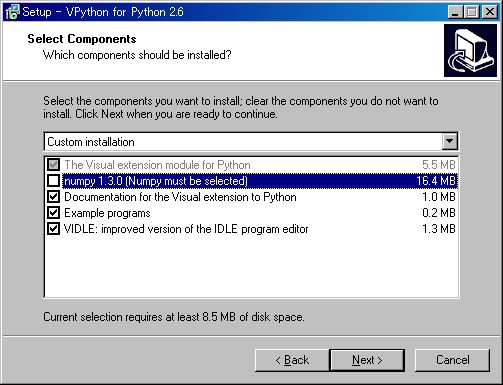 Setup - VPython for Python 2.6
Select Components
Which components should be installed?
Select the components you want to install; clear the components you do not want to
install. Click Next when you are ready to continue.
Custom installation
The Visual extension module for Python 5.5 MB
numpy 1.3.0 (Numpy must be selected) 16.4 MB
Documentation for the Visual extension to Python 1.0 MB
Example programs 0.2 MB
VIDLE: improved version of the IDLE program editor 1.3 MB
Current selection requires at least 8.5 MB of disk space.
< Back Next > Cancel